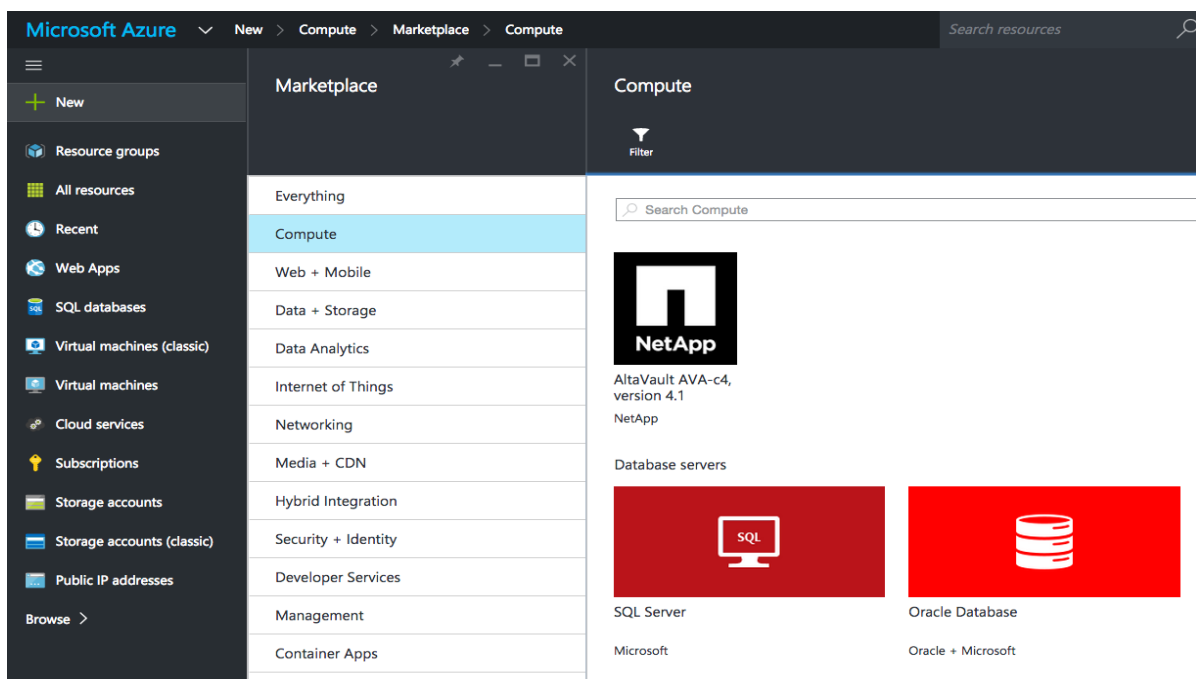 Microsoft Azure New > Compute > Marketplace > Compute Search resources
New
Resource groups
All resources
Recent
Web Apps
SQL
SQL databases
Virtual machines (classic)
Virtual machines
Cloud services
Subscriptions
Storage accounts
Storage accounts (classic)
Public IP addresses
Browse >
Marketplace
Everything
Compute
Web + Mobile
Data + Storage
Data Analytics
Internet of Things
Networking
Media + CDN
Hybrid Integration
Security + Identity
Developer Services
Management
Container Apps
Compute
Filter
Search Compute
NetApp
AltaVault AVA-c4,
version 4.1
NetApp
Database servers
SQL
SQL Server
Microsoft
Oracle Database
Oracle + Microsoft